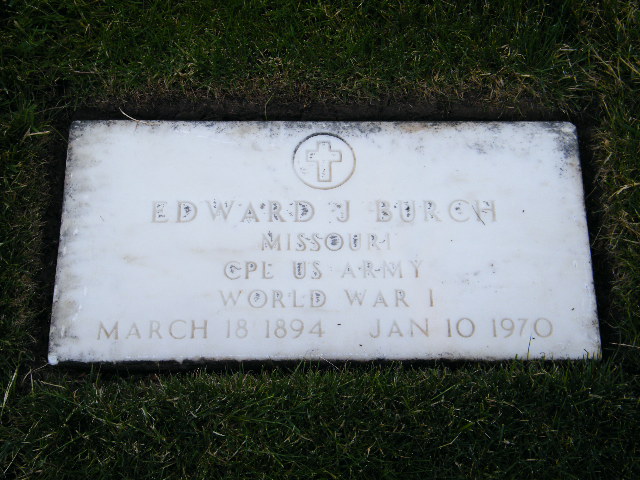 EDWARD J BURCH
MISSOURI
CPL US ARMY
WORLD WAR I
MARCH 18 1894 JAN 10 1970